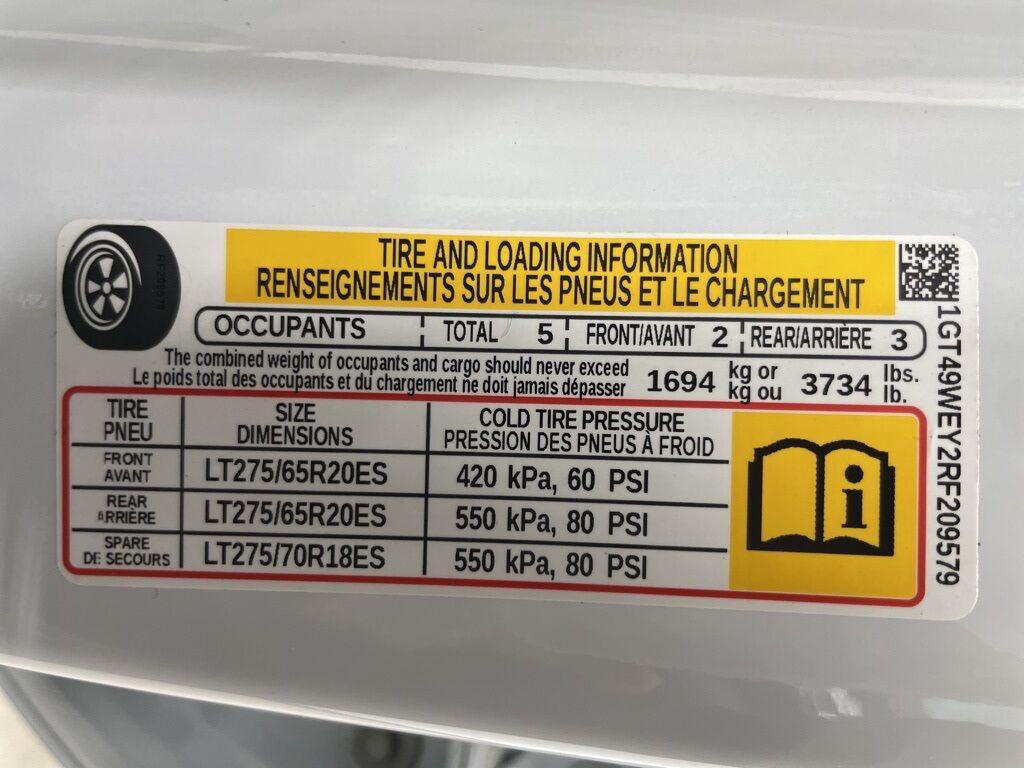 TIRE AND LOADING INFORMATION
RENSEIGNEMENTS SUR LES PNEUS ET LE CHARGEMENT
RF209579
OCCUPANTS TOTAL 5 FRONT/AVANT 2 REAR/ARRIÈRE 3
The combined weight of occupants and cargo should never exceed
Le poids total des occupants et du chargement ne doit jamais dépasser
1694 kg or
kg ou
3734 lbs.
lb.
TIRE
PNEU
SIZE
DIMENSIONS
COLD TIRE PRESSURE
PRESSION DES PNEUS À FROID
FRONT
AVANT
LT275/65R20ES
420 kPa, 60 PSI
REAR
ARRIÈRE
LT275/65R20ES
550 kPa, 80 PSI
SPARE
DE SECOURS
LT275/70R18ES
550 kPa, 80 PSI
i
1GT49WEY2RF209579